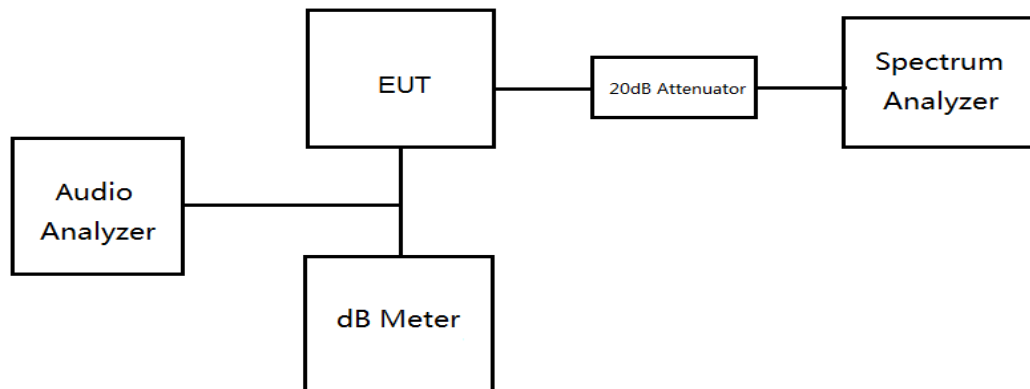 EUT
20dB Attenuator
Spectrum
Analyzer
Audio
Analyzer
dB Meter